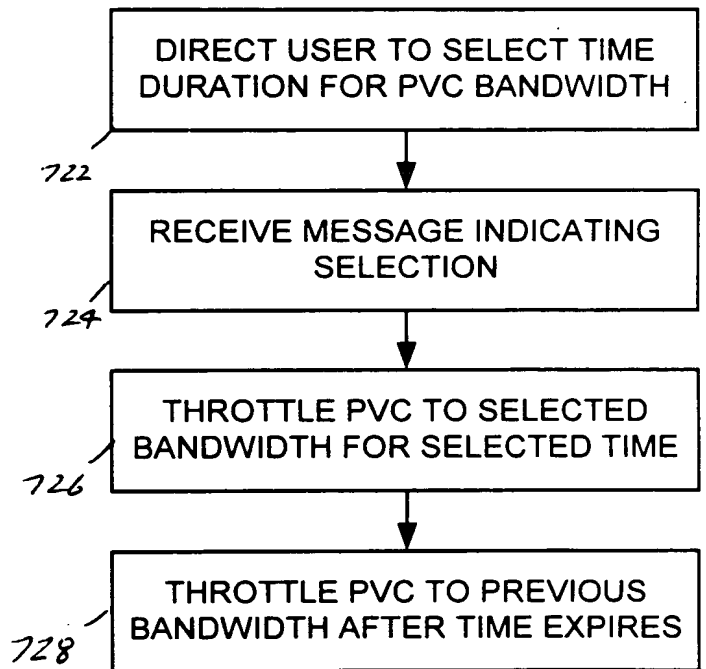 DIRECT USER TO SELECT TIME
DURATION FOR PVC BANDWIDTH
722
RECEIVE MESSAGE INDICATING
SELECTION
724
THROTTLE PVC TO SELECTED
BANDWIDTH FOR SELECTED TIME
726
THROTTLE PVC TO PREVIOUS
BANDWIDTH AFTER TIME EXPIRES
728